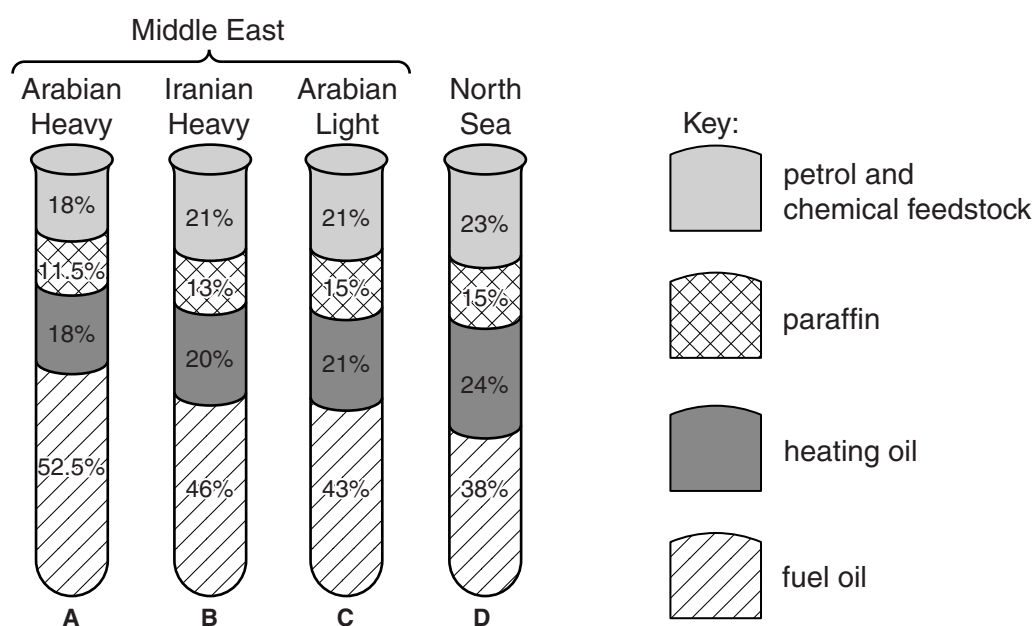 Middle East
Arabian Heavy
Iranian Heavy
Arabian Light
North Sea
18%
11.5%
18%
52.5%
A
21%
13%
20%
46%
B
21%
15%
21%
43%
C
23%
15%
24%
38%
D
Key:
petrol and
chemical feedstock
paraffin
heating oil
fuel oil